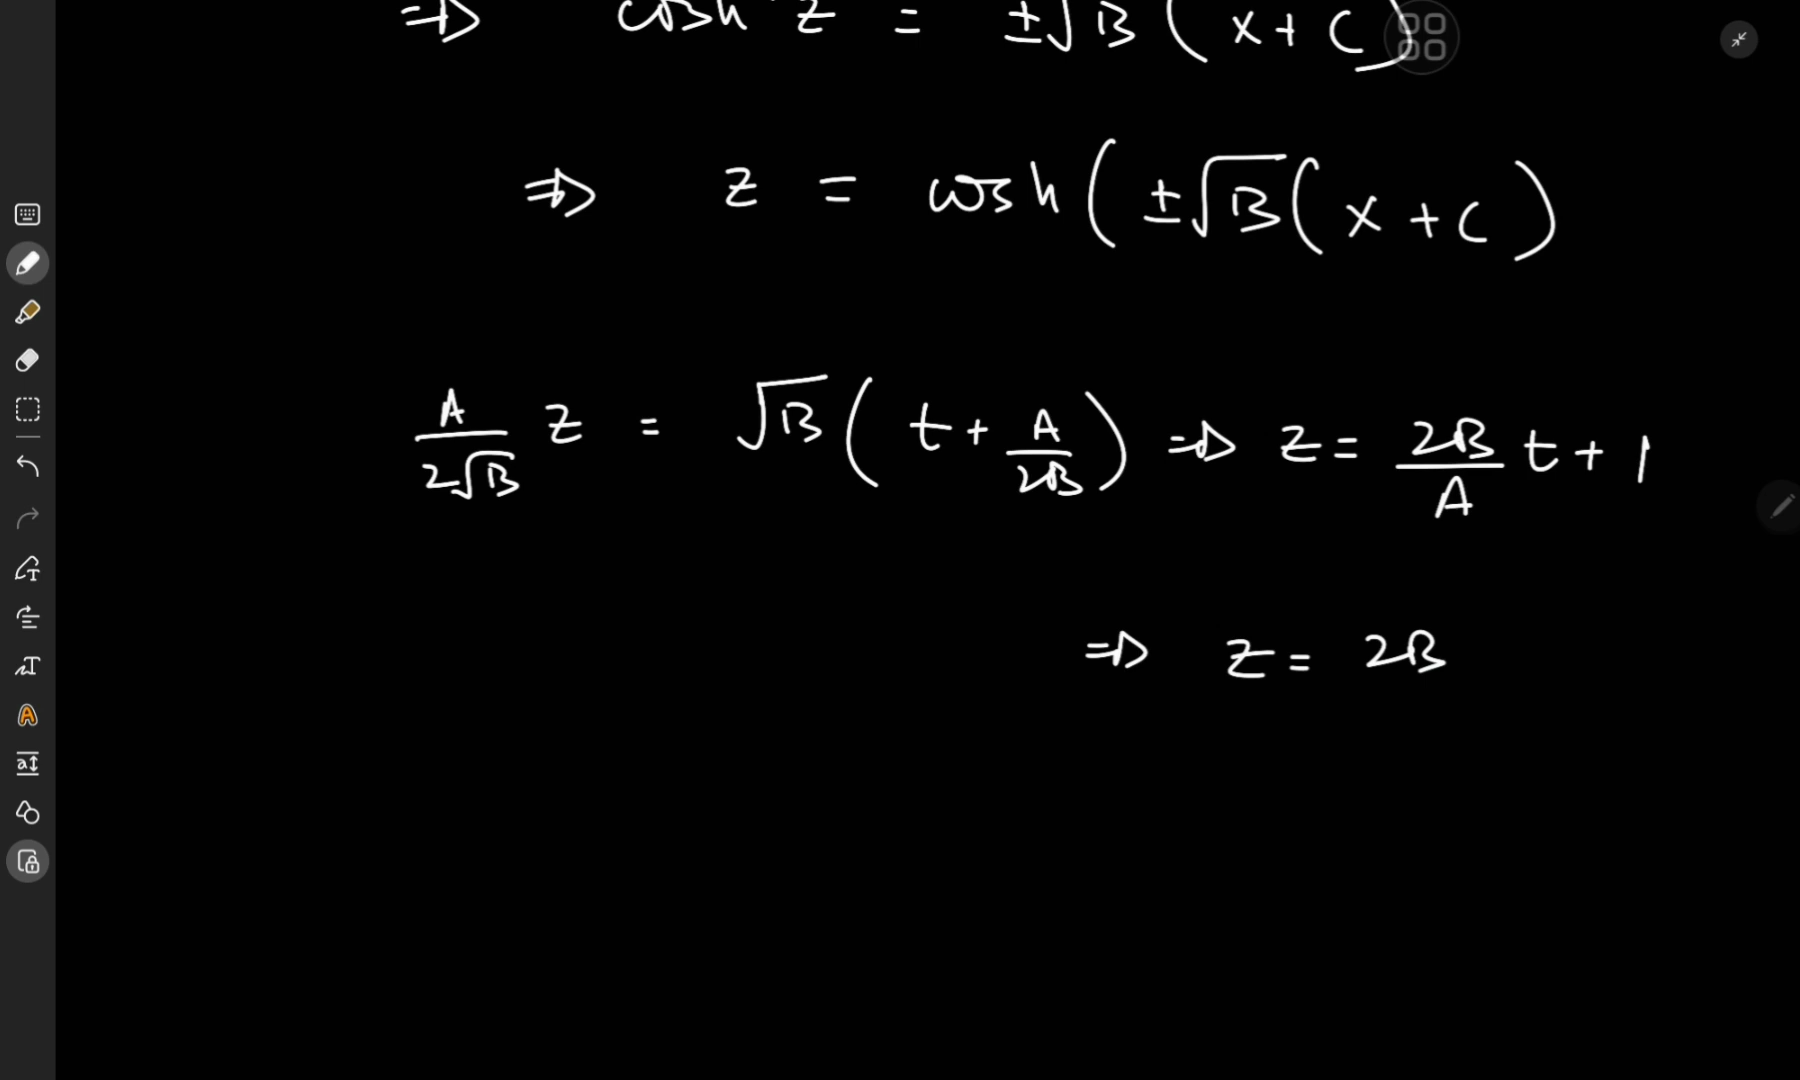 ⇒ cosh⁻¹ z = ±√B (x + c)
⇒ z = cosh(±√B(x + c)
A/2√B z = √B (t + A/2B) ⇒ z = 2B/A t + 1
⇒ z = 2B